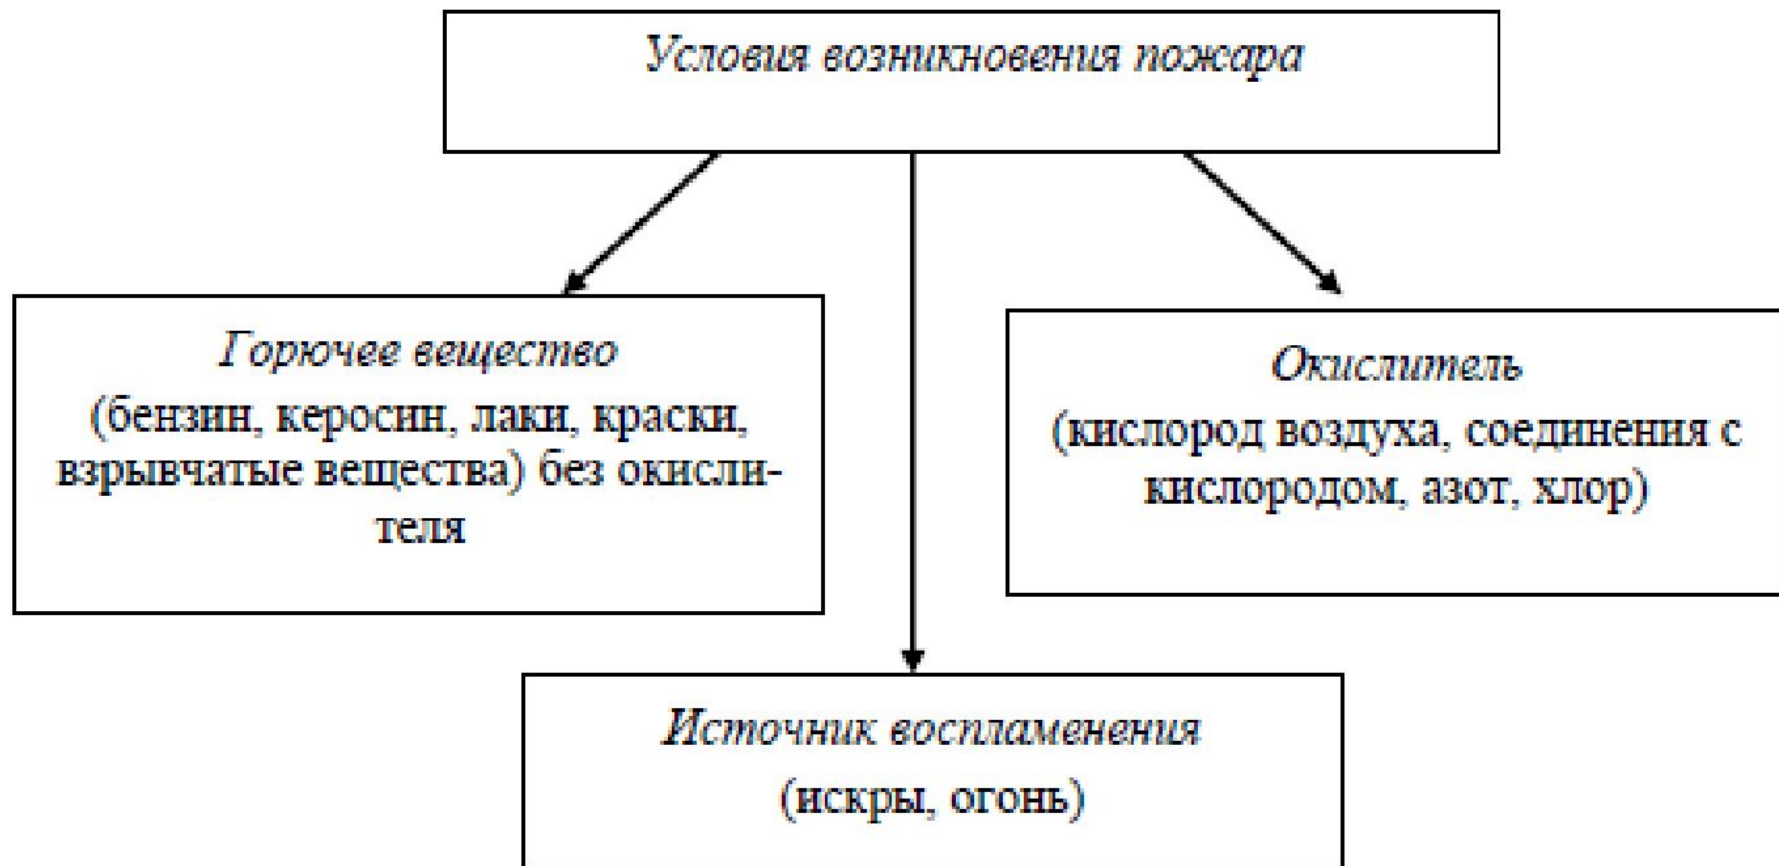 Условия возникновения пожара
Горючее вещество
(бензин, керосин, лаки, краски,
взрывчатые вещества) без окисли-
теля
Окислитель
(кислород воздуха, соединения с
кислородом, азот, хлор)
Источник воспламенения
(искры, огонь)